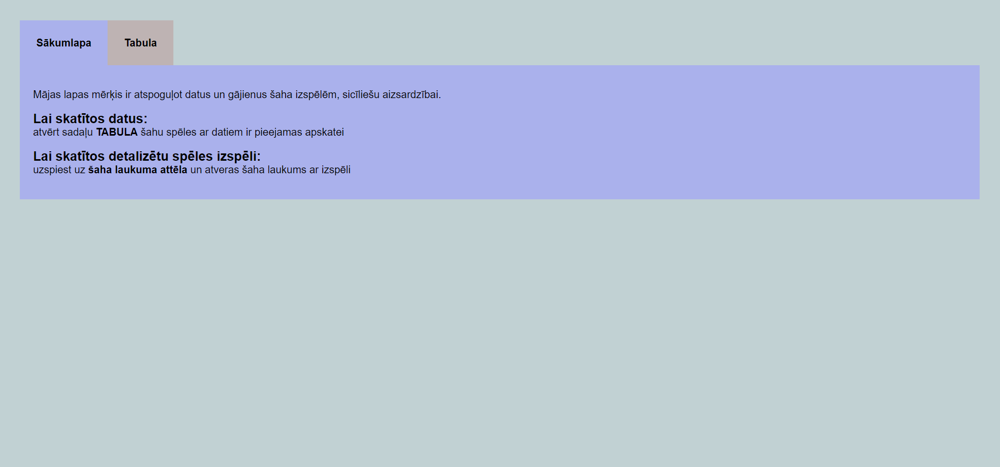 Sākumlapa Tabula
Mājas lapas mērķis ir atspoguļot datus un gājienus šaha izspēlēm, sicīliešu aizsardzībai.
Lai skatītos datus:
atvērt sadaļu TABULA šahu spēles ar datiem ir pieejamas apskatei
Lai skatītos detalizētu spēles izspēli:
uzspiest uz šaha laukuma attēla un atveras šaha laukums ar izspēli